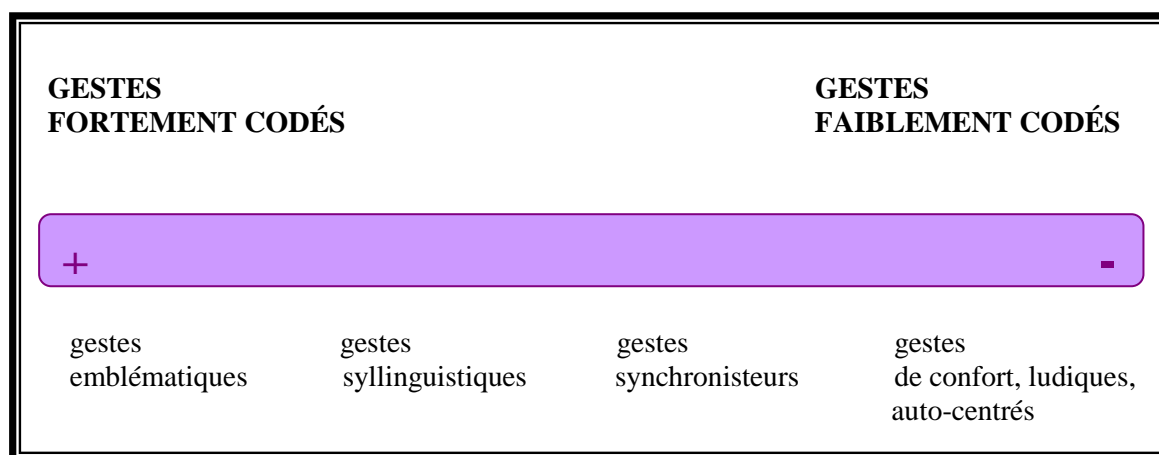 GESTES
FORTEMENT CODÉS
GESTES
FAIBLEMENT CODÉS
+ -
gestes
emblématiques
gestes
syllinguistiques
gestes
synchronisteurs
gestes
de confort, ludiques,
auto-centrés